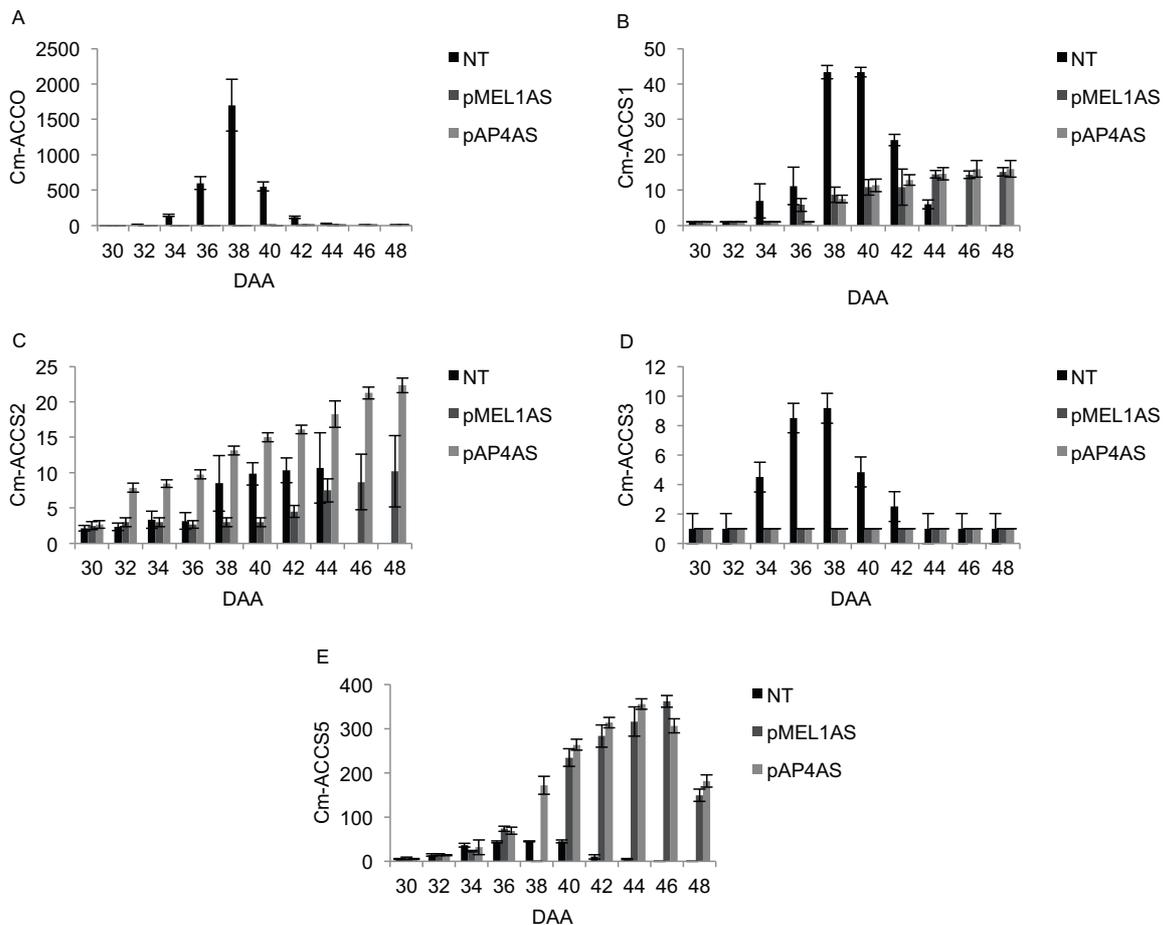 A
Cm-ACCO
2500
2000
1500
1000
500
0
30 32 34 36 38 40 42 44 46 48
DAA
NT
pMEL1AS
pAP4AS
B
Cm-ACCS1
50
40
30
20
10
0
30 32 34 36 38 40 42 44 46 48
DAA
NT
pMEL1AS
pAP4AS
C
Cm-ACCS2
25
20
15
10
5
0
30 32 34 36 38 40 42 44 46 48
DAA
NT
pMEL1AS
pAP4AS
D
Cm-ACCS3
12
10
8
6
4
2
0
30 32 34 36 38 40 42 44 46 48
DAA
NT
pMEL1AS
pAP4AS
E
Cm-ACCS5
400
300
200
100
0
30 32 34 36 38 40 42 44 46 48
DAA
NT
pMEL1AS
pAP4AS